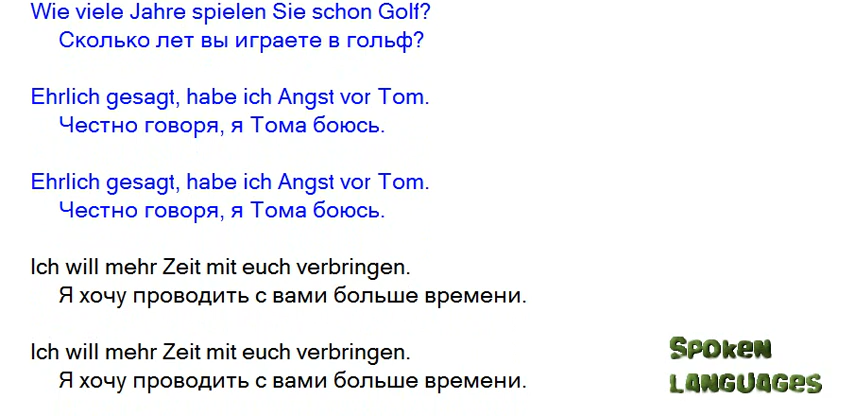 Wie viele Jahre spielen Sie schon Golf?
Сколько лет вы играете в гольф?
Ehrlich gesagt, habe ich Angst vor Tom.
Честно говоря, я Тома боюсь.
Ehrlich gesagt, habe ich Angst vor Tom.
Честно говоря, я Тома боюсь.
Ich will mehr Zeit mit euch verbringen.
Я хочу проводить с вами больше времени.
Ich will mehr Zeit mit euch verbringen.
Я хочу проводить с вами больше времени.
Spoken
Languages